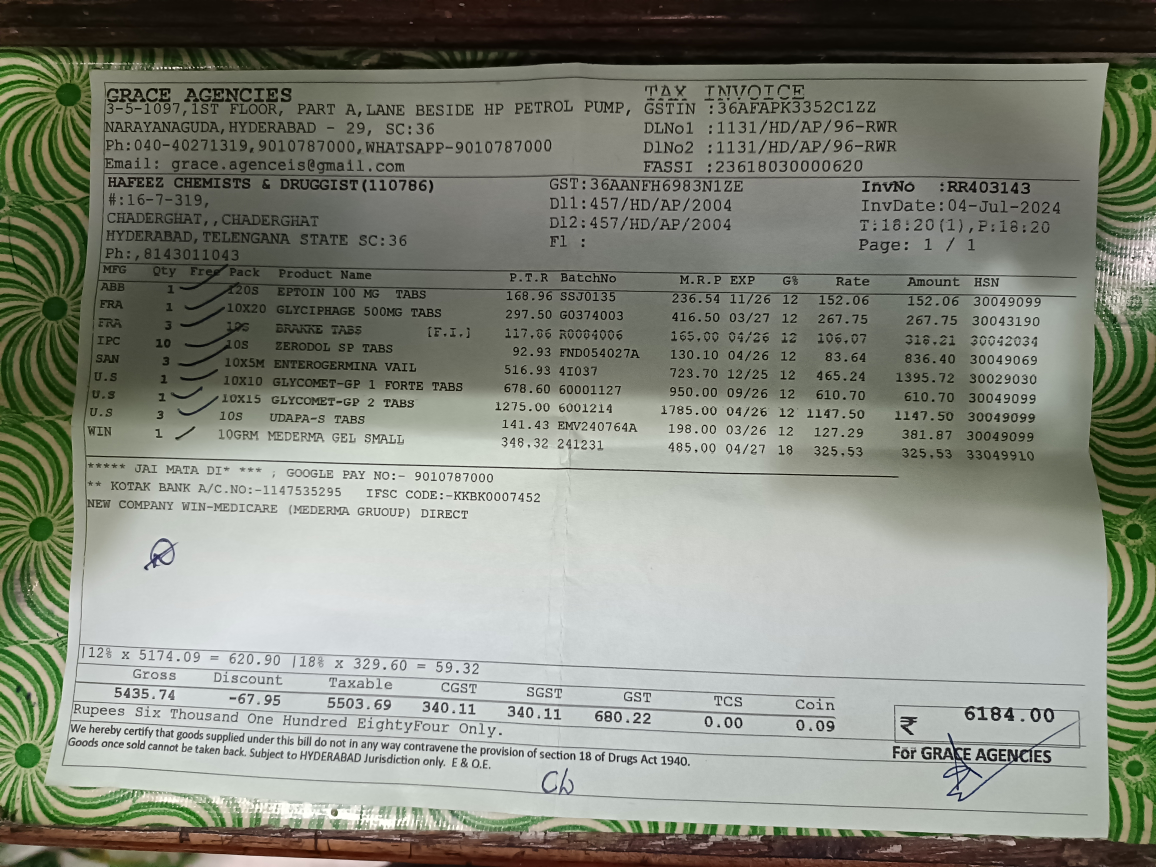 GRACE AGENCIES
3-5-1097,1ST FLOOR, PART A,LANE BESIDE HP PETROL PUMP,
NARAYANAGUDA,HYDERABAD - 29, SC:36
Ph:040-40271319,9010787000,WHATSAPP-9010787000
Email: grace.agenceis@gmail.com
TAX INVOICE
GSTIN :36AFAPK3352C1ZZ
DLNo1 :1131/HD/AP/96-RWR
DlNo2 :1131/HD/AP/96-RWR
FASSI :23618030000620
HAFEEZ CHEMISTS & DRUGGIST(110786)
#:16-7-319,
CHADERGHAT,,CHADERGHAT
HYDERABAD,TELENGANA STATE SC:36
Ph:,8143011043
GST:36AANFH6983N1ZE
Dl1:457/HD/AP/2004
Dl2:457/HD/AP/2004
Fl :
InvNo :RR403143
InvDate:04-Jul-2024
T:18:20(1),P:18:20
Page: 1 / 1
MFG Qty Free Pack Product Name P.T.R BatchNo M.R.P EXP G% Rate Amount HSN
ABB 1 120S EPTOIN 100 MG TABS 168.96 SSJ0135 236.54 11/26 12 152.06 152.06 30049099
FRA 1 10X20 GLYCIPHAGE 500MG TABS 297.50 G0374003 416.50 03/27 12 267.75 267.75 30043190
FRA 3 10S BRAKKE TABS [F.I.] 117.86 R0084006 165.00 04/26 12 106.07 318.21 30042034
IPC 10 10S ZERODOL SP TABS 92.93 FND054027A 130.10 04/26 12 83.64 836.40 30049069
SAN 3 10X5M ENTEROGERMINA VAIL 516.93 4I037 723.70 12/25 12 465.24 1395.72 30029030
U.S 1 10X10 GLYCOMET-GP 1 FORTE TABS 678.60 60001127 950.00 09/26 12 610.70 610.70 30049099
U.S 1 10X15 GLYCOMET-GP 2 TABS 1275.00 6001214 1785.00 04/26 12 1147.50 1147.50 30049099
U.S 3 10S UDAPA-S TABS 141.43 EMV240764A 198.00 03/26 12 127.29 381.87 30049099
WIN 1 10GRM MEDERMA GEL SMALL 348.32 241231 485.00 04/27 18 325.53 325.53 33049910
***** JAI MATA DI* *** ; GOOGLE PAY NO:- 9010787000
** KOTAK BANK A/C.NO:-1147535295 IFSC CODE:-KKBK0007452
NEW COMPANY WIN-MEDICARE (MEDERMA GRUOUP) DIRECT
|12% x 5174.09 = 620.90 |18% x 329.60 = 59.32
Gross Discount Taxable CGST SGST GST TCS Coin
5435.74 -67.95 5503.69 340.11 340.11 680.22 0.00 0.09
₹ 6184.00
Rupees Six Thousand One Hundred EightyFour Only.
We hereby certify that goods supplied under this bill do not in any way contravene the provision of section 18 of Drugs Act 1940.
Goods once sold cannot be taken back. Subject to HYDERABAD Jurisdiction only. E & O.E.
For GRACE AGENCIES